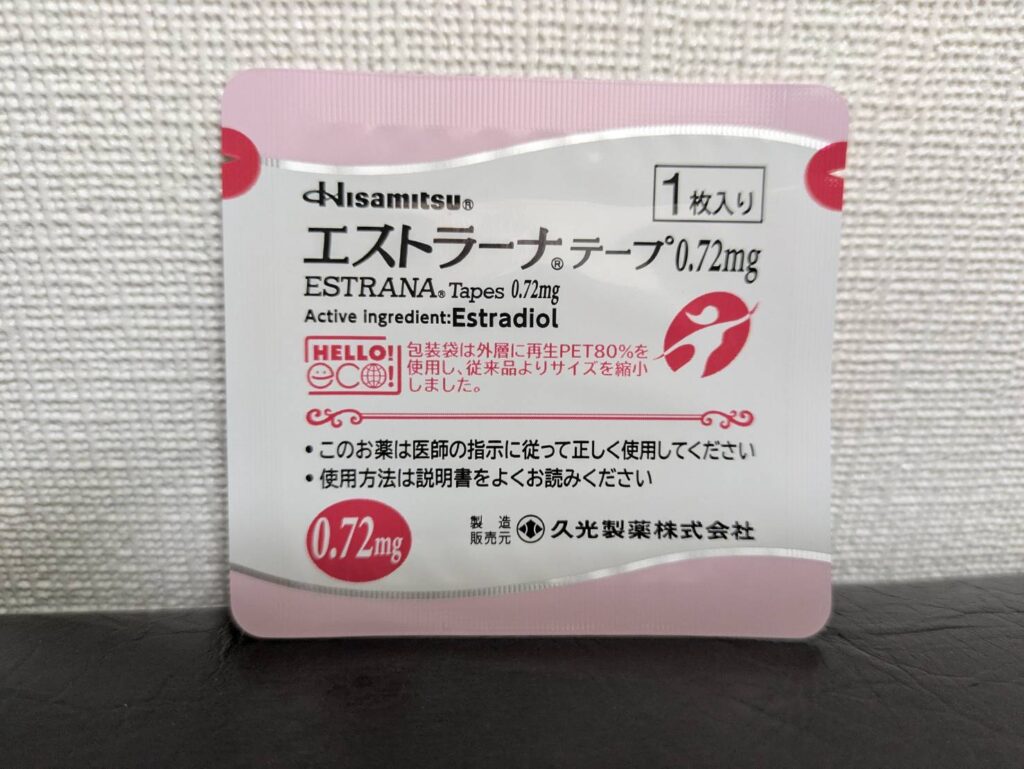 Hisamitsu®
1枚入り
エストラーナ®テープ0.72mg
ESTRANA® Tapes 0.72mg
Active ingredient:Estradiol
HELLO!
eco!
包装袋は外層に再生PET80%を
使用し、従来品よりサイズを縮小
しました。
・このお薬は医師の指示に従って正しく使用してください
・使用方法は説明書をよくお読みください
0.72mg
製造
販売元
久光製薬株式会社